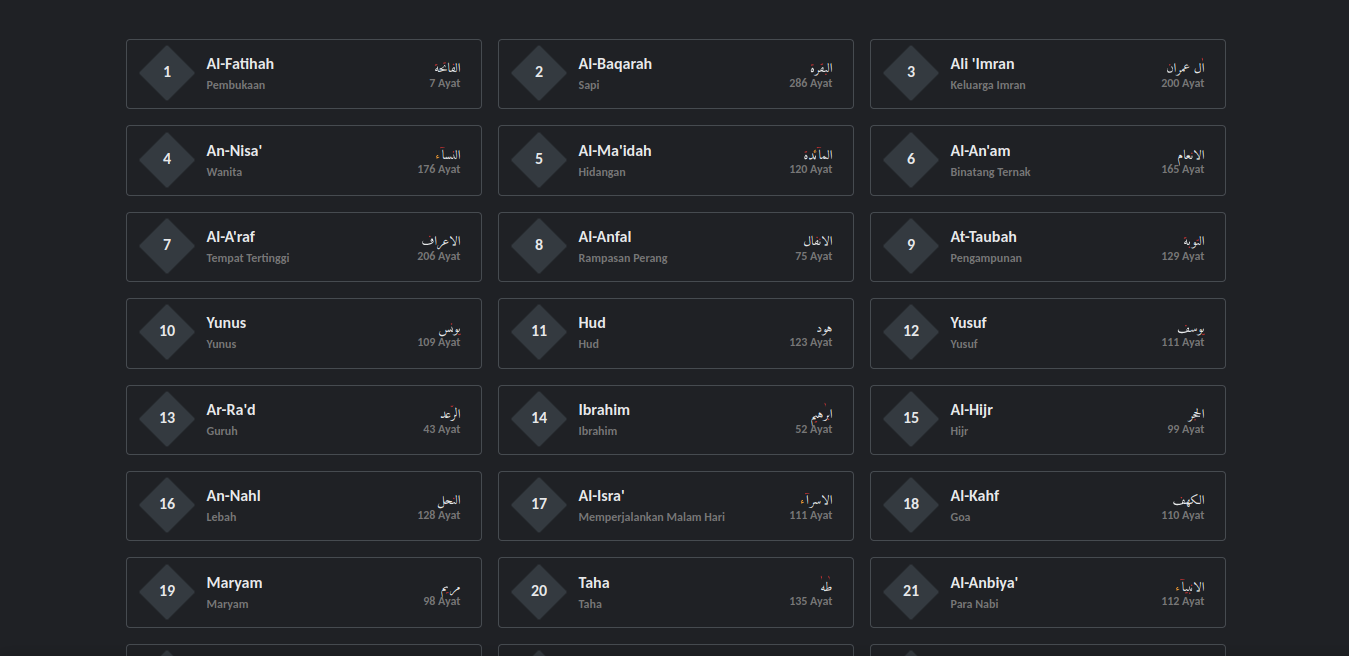 1
Al-Fatihah
الفاتحة
Pembukaan
7 Ayat
2
Al-Baqarah
البقرة
Sapi
286 Ayat
3
Ali 'Imran
اٰل عمران
Keluarga Imran
200 Ayat
4
An-Nisa'
النساۤء
Wanita
176 Ayat
5
Al-Ma'idah
الماۤئدة
Hidangan
120 Ayat
6
Al-An'am
الانعام
Binatang Ternak
165 Ayat
7
Al-A'raf
الاعراف
Tempat Tertinggi
206 Ayat
8
Al-Anfal
الانفال
Rampasan Perang
75 Ayat
9
At-Taubah
التوبة
Pengampunan
129 Ayat
10
Yunus
يونس
Yunus
109 Ayat
11
Hud
هود
Hud
123 Ayat
12
Yusuf
يوسف
Yusuf
111 Ayat
13
Ar-Ra'd
الرّعد
Guruh
43 Ayat
14
Ibrahim
ابرٰهيم
Ibrahim
52 Ayat
15
Al-Hijr
الحجر
Hijr
99 Ayat
16
An-Nahl
النحل
Lebah
128 Ayat
17
Al-Isra'
الاسراۤء
Memperjalankan Malam Hari
111 Ayat
18
Al-Kahf
الكهف
Goa
110 Ayat
19
Maryam
مريم
Maryam
98 Ayat
20
Taha
طٰهٰ
Taha
135 Ayat
21
Al-Anbiya'
الانبياۤء
Para Nabi
112 Ayat